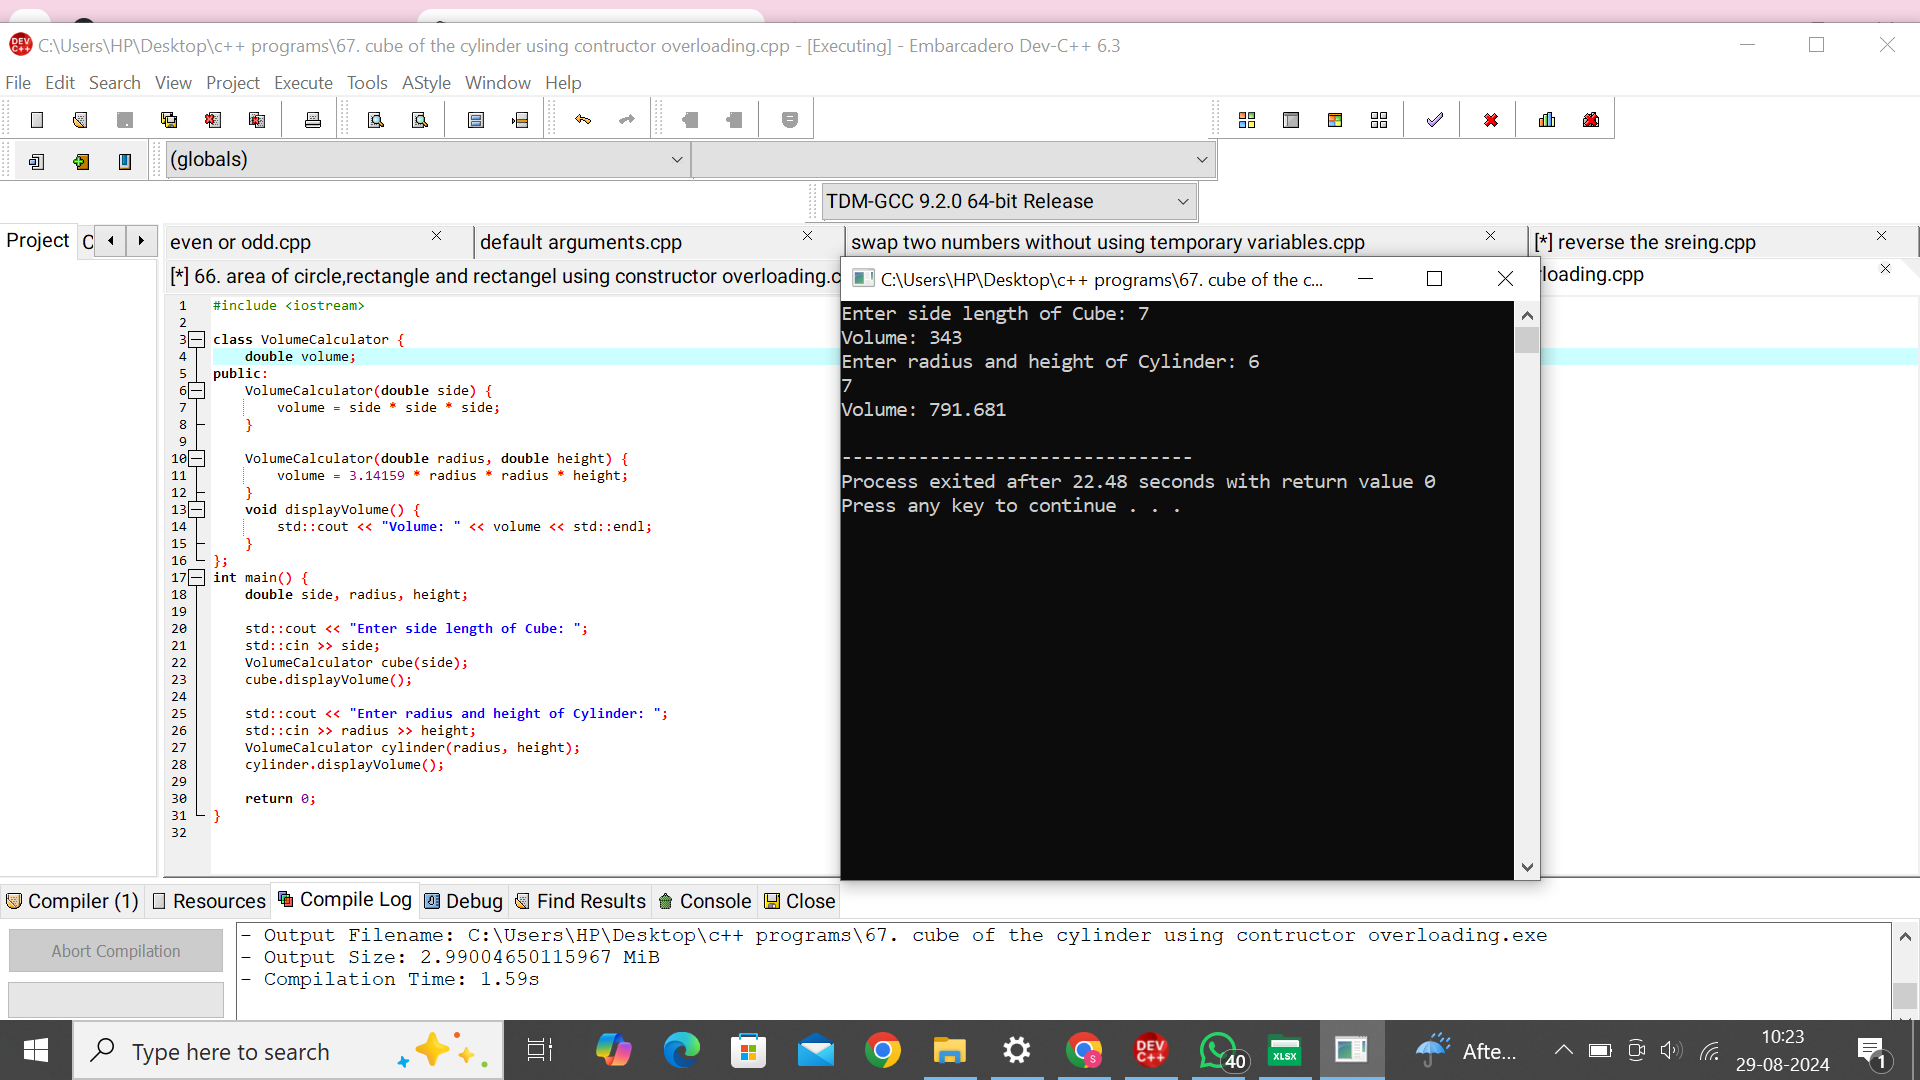 C:\Users\HP\Desktop\c++ programs\67. cube of the cylinder using contructor overloading.cpp - [Executing] - Embarcadero Dev-C++ 6.3
File Edit Search View Project Execute Tools AStyle Window Help
(globals)
TDM-GCC 9.2.0 64-bit Release
Project
even or odd.cpp
default arguments.cpp
swap two numbers without using temporary variables.cpp
[*] reverse the sreing.cpp
[*] 66. area of circle,rectangle and rectangel using constructor overloading.c
loading.cpp
1 #include <iostream>
2
3 class VolumeCalculator {
4 double volume;
5 public:
6 VolumeCalculator(double side) {
7 volume = side * side * side;
8 }
9
10 VolumeCalculator(double radius, double height) {
11 volume = 3.14159 * radius * radius * height;
12 }
13 void displayVolume() {
14 std::cout << "Volume: " << volume << std::endl;
15 }
16 };
17 int main() {
18 double side, radius, height;
19
20 std::cout << "Enter side length of Cube: ";
21 std::cin >> side;
22 VolumeCalculator cube(side);
23 cube.displayVolume();
24
25 std::cout << "Enter radius and height of Cylinder: ";
26 std::cin >> radius >> height;
27 VolumeCalculator cylinder(radius, height);
28 cylinder.displayVolume();
29
30 return 0;
31 }
32
C:\Users\HP\Desktop\c++ programs\67. cube of the c...
Enter side length of Cube: 7
Volume: 343
Enter radius and height of Cylinder: 6
7
Volume: 791.681
--------------------------------
Process exited after 22.48 seconds with return value 0
Press any key to continue . . .
Compiler (1) Resources Compile Log Debug Find Results Console Close
Abort Compilation
- Output Filename: C:\Users\HP\Desktop\c++ programs\67. cube of the cylinder using contructor overloading.exe
- Output Size: 2.99004650115967 MiB
- Compilation Time: 1.59s
Type here to search
DEV C++
40
XLSX
Afte...
10:23
29-08-2024
1